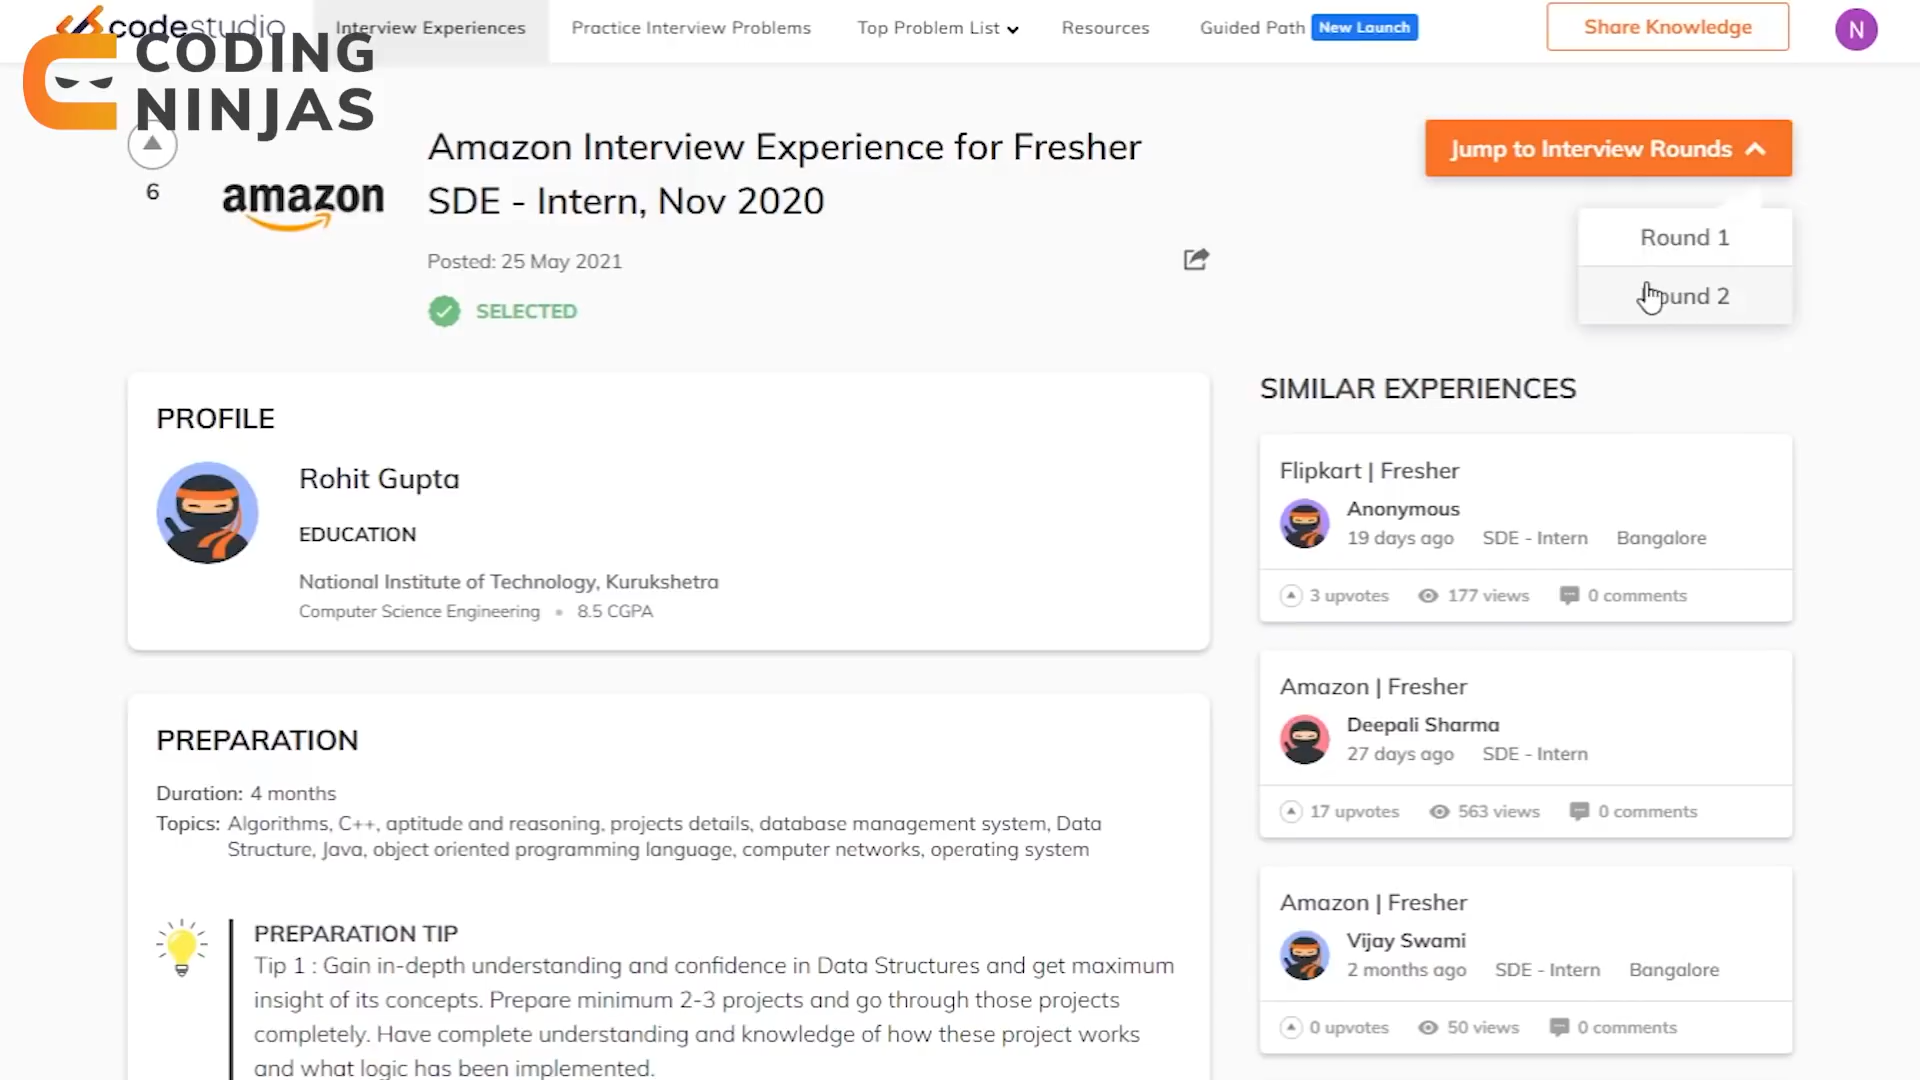 codestudio
Interview Experiences
Practice Interview Problems
Top Problem List
Resources
Guided Path
New Launch
Share Knowledge
N
CODING
NINJAS
6
amazon
Amazon Interview Experience for Fresher
SDE - Intern, Nov 2020
Posted: 25 May 2021
SELECTED
Jump to Interview Rounds
Round 1
ound 2
PROFILE
Rohit Gupta
EDUCATION
National Institute of Technology, Kurukshetra
Computer Science Engineering • 8.5 CGPA
PREPARATION
Duration: 4 months
Topics: Algorithms, C++, aptitude and reasoning, projects details, database management system, Data
Structure, Java, object oriented programming language, computer networks, operating system
PREPARATION TIP
Tip 1 : Gain in-depth understanding and confidence in Data Structures and get maximum
insight of its concepts. Prepare minimum 2-3 projects and go through those projects
completely. Have complete understanding and knowledge of how these project works
and what logic has been implemented.
SIMILAR EXPERIENCES
Flipkart | Fresher
Anonymous
19 days ago SDE - Intern Bangalore
3 upvotes 177 views 0 comments
Amazon | Fresher
Deepali Sharma
27 days ago SDE - Intern
17 upvotes 563 views 0 comments
Amazon | Fresher
Vijay Swami
2 months ago SDE - Intern Bangalore
0 upvotes 50 views 0 comments